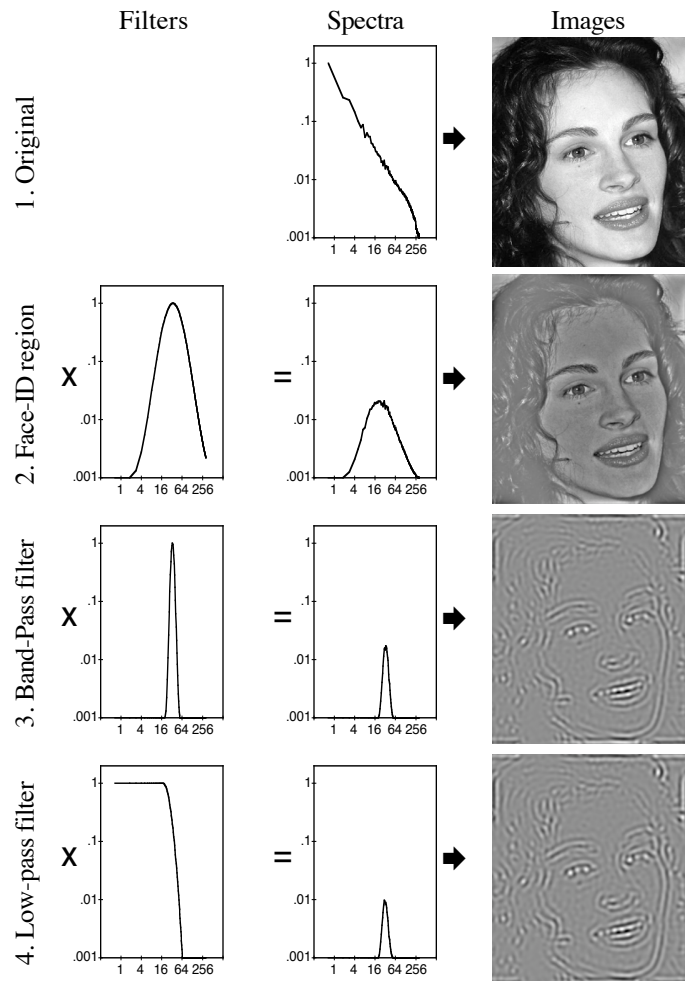 Filters Spectra Images
1. Original
1
.1
.01
.001
1 4 16 64 256
2. Face-ID region
1
.1
.01
.001
1 4 16 64 256
x
=
.1
1
.01
.001
1 4 16 64 256
3. Band-Pass filter
1
.1
.01
.001
1 4 16 64 256
x
=
1
.1
.01
.001
1 4 16 64 256
4. Low-pass filter
1
.1
.01
.001
1 4 16 64 256
x
=
1
.1
.01
.001
1 4 16 64 256